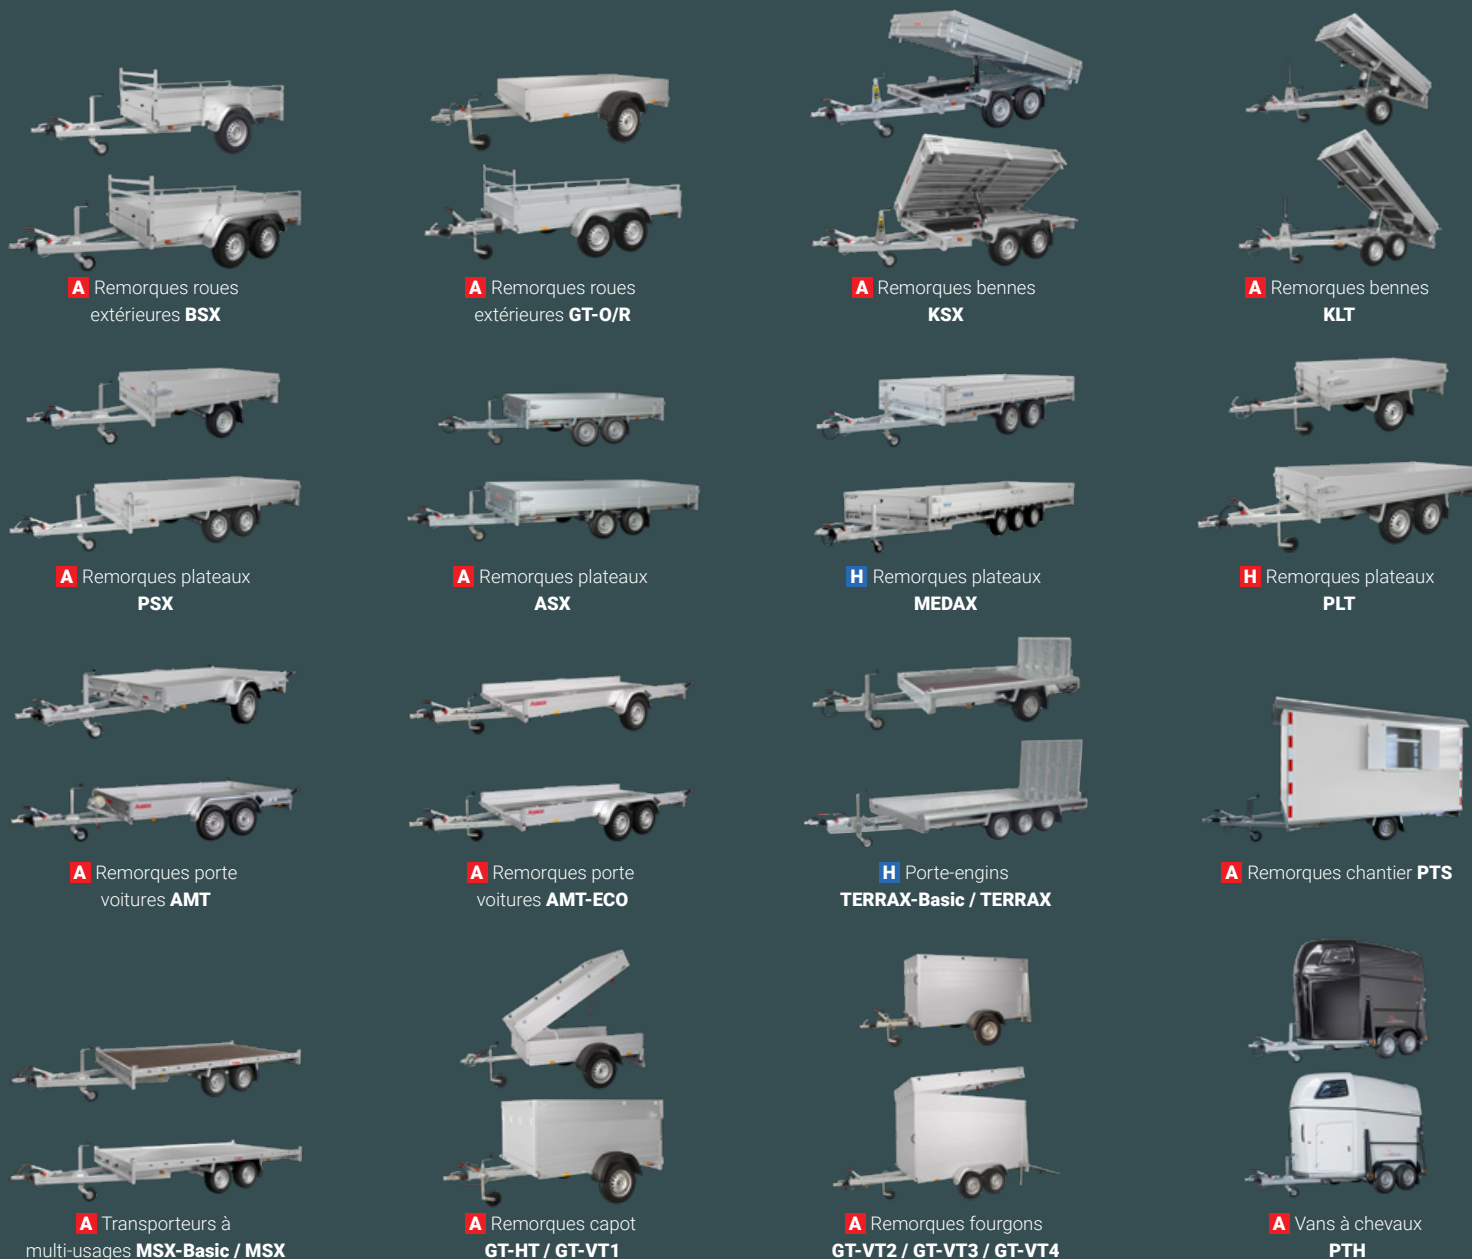 A Remorques roues
extérieures BSX
A Remorques roues
extérieures GT-O/R
A Remorques bennes
KSX
A Remorques bennes
KLT
A Remorques plateaux
PSX
A Remorques plateaux
ASX
H Remorques plateaux
MEDAX
H Remorques plateaux
PLT
A Remorques porte
voitures AMT
A Remorques porte
voitures AMT-ECO
H Porte-engins
TERRAX-Basic / TERRAX
A Remorques chantier PTS
A Transporteurs à
multi-usages MSX-Basic / MSX
A Remorques capot
GT-HT / GT-VT1
A Remorques fourgons
GT-VT2 / GT-VT3 / GT-VT4
A Vans à chevaux
PTH